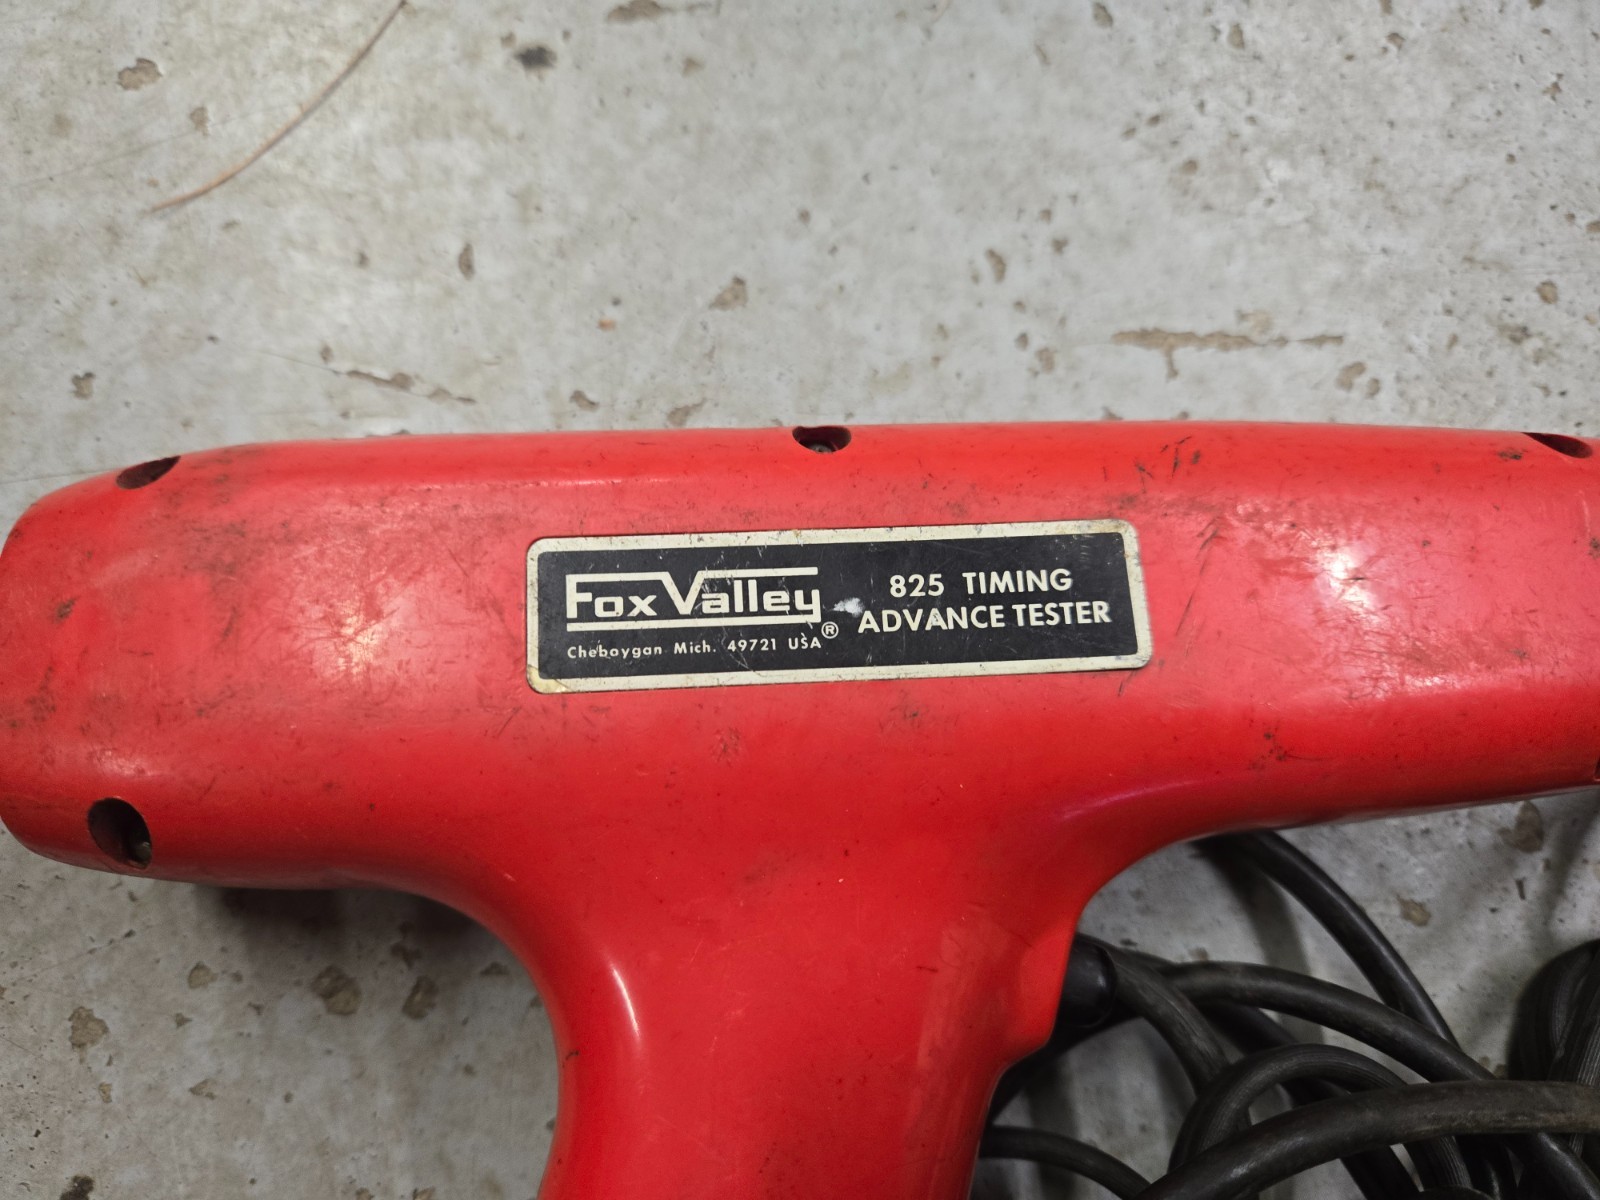 Fox Valley®
Cheboygan Mich. 49721 USA
825 TIMING
ADVANCE TESTER